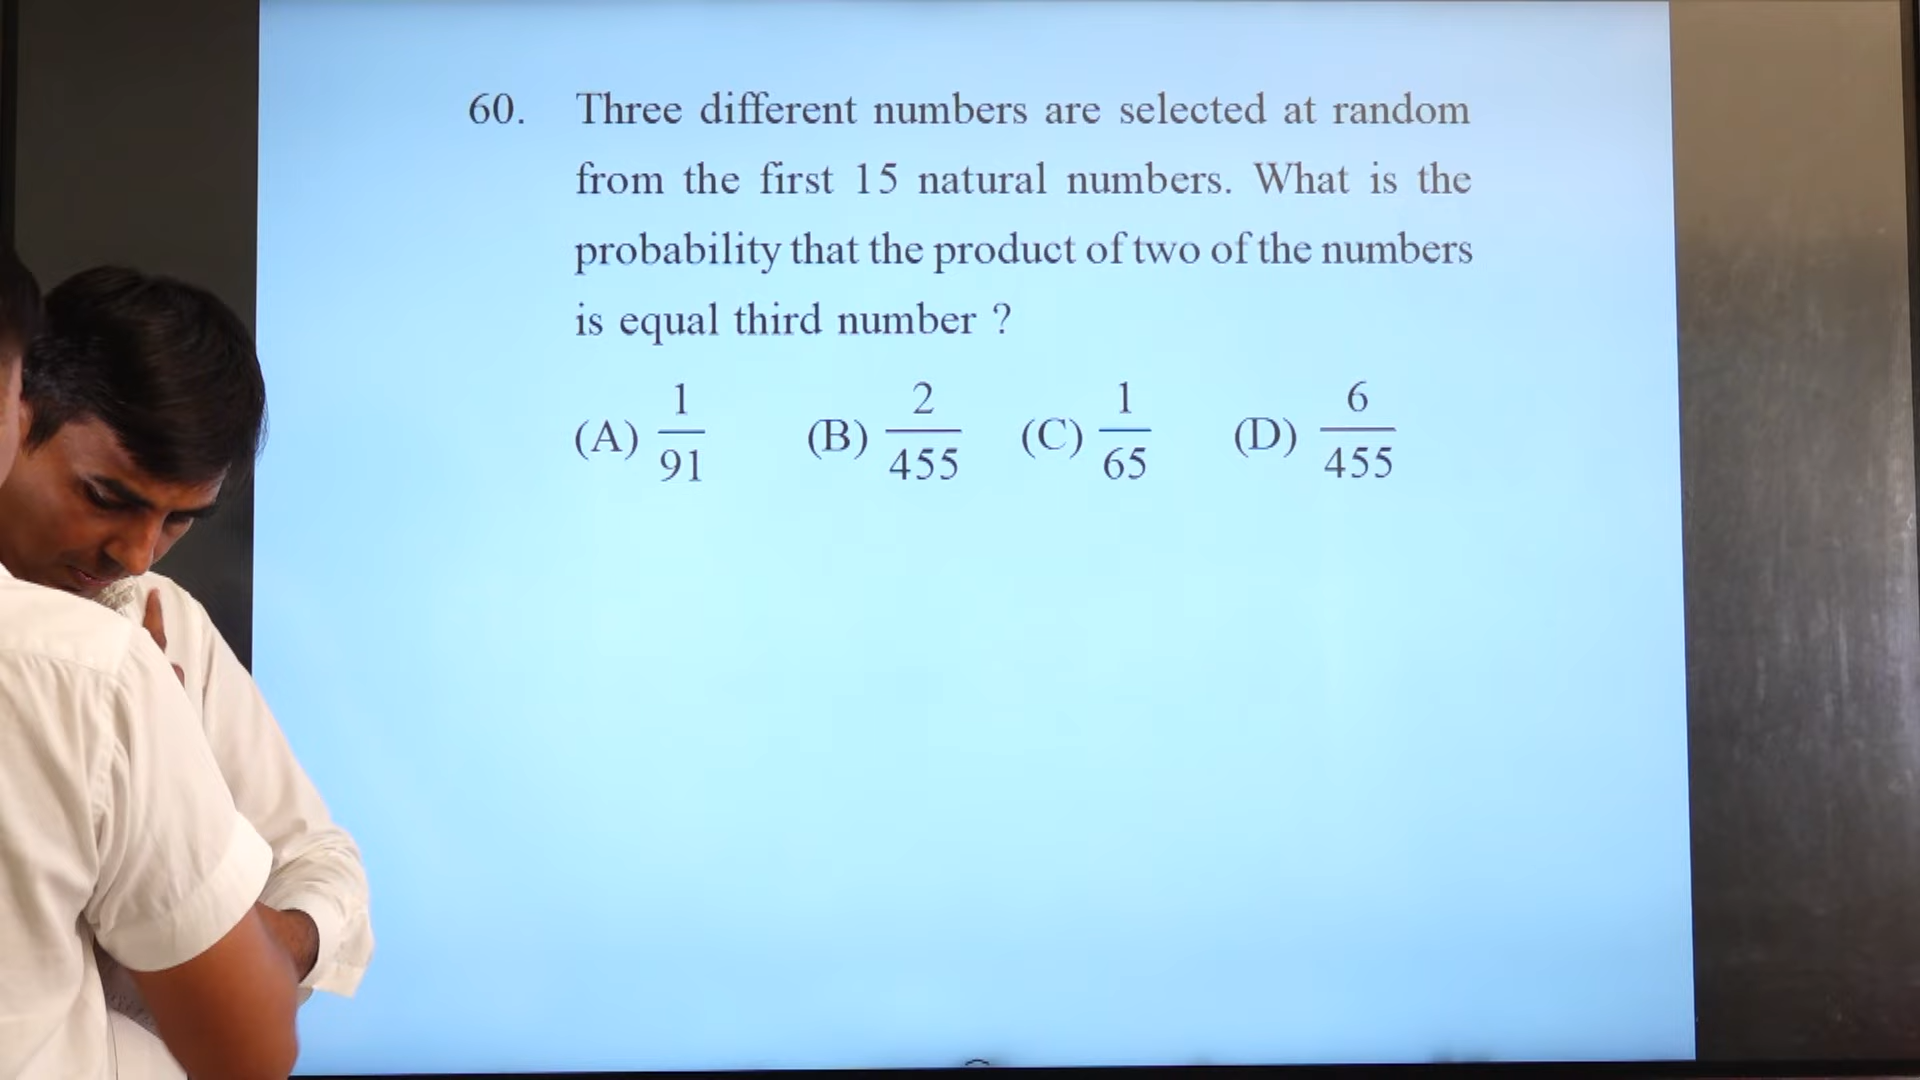 60. Three different numbers are selected at random
from the first 15 natural numbers. What is the
probability that the product of two of the numbers
is equal third number ?
(A) 1/91 (B) 2/455 (C) 1/65 (D) 6/455